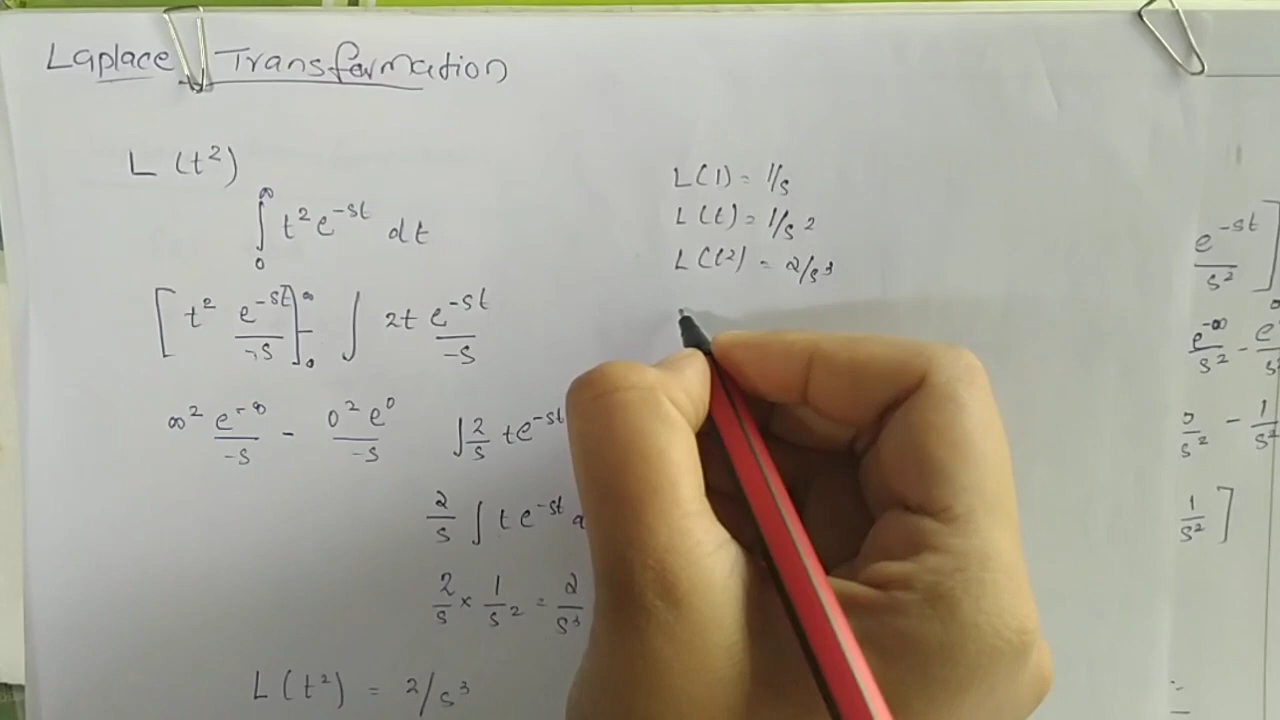 Laplace Transformation
L (t²)
∫₀^∞ t² e^-st dt
[t² e^-st/-s]₀^∞ - ∫ 2t e^-st/-s
∞² e^-∞/-s - 0² e⁰/-s ∫ 2/s t e^-st
2/s ∫ t e^-st
2/s × 1/s² = 2/s³
L (t²) = 2/s³
L(1) = 1/s
L(t) = 1/s²
L(t²) = 2/s³
e^-st/s² ]
e^-∞/s² - e
0/s² - 1/s²
1/s² ]